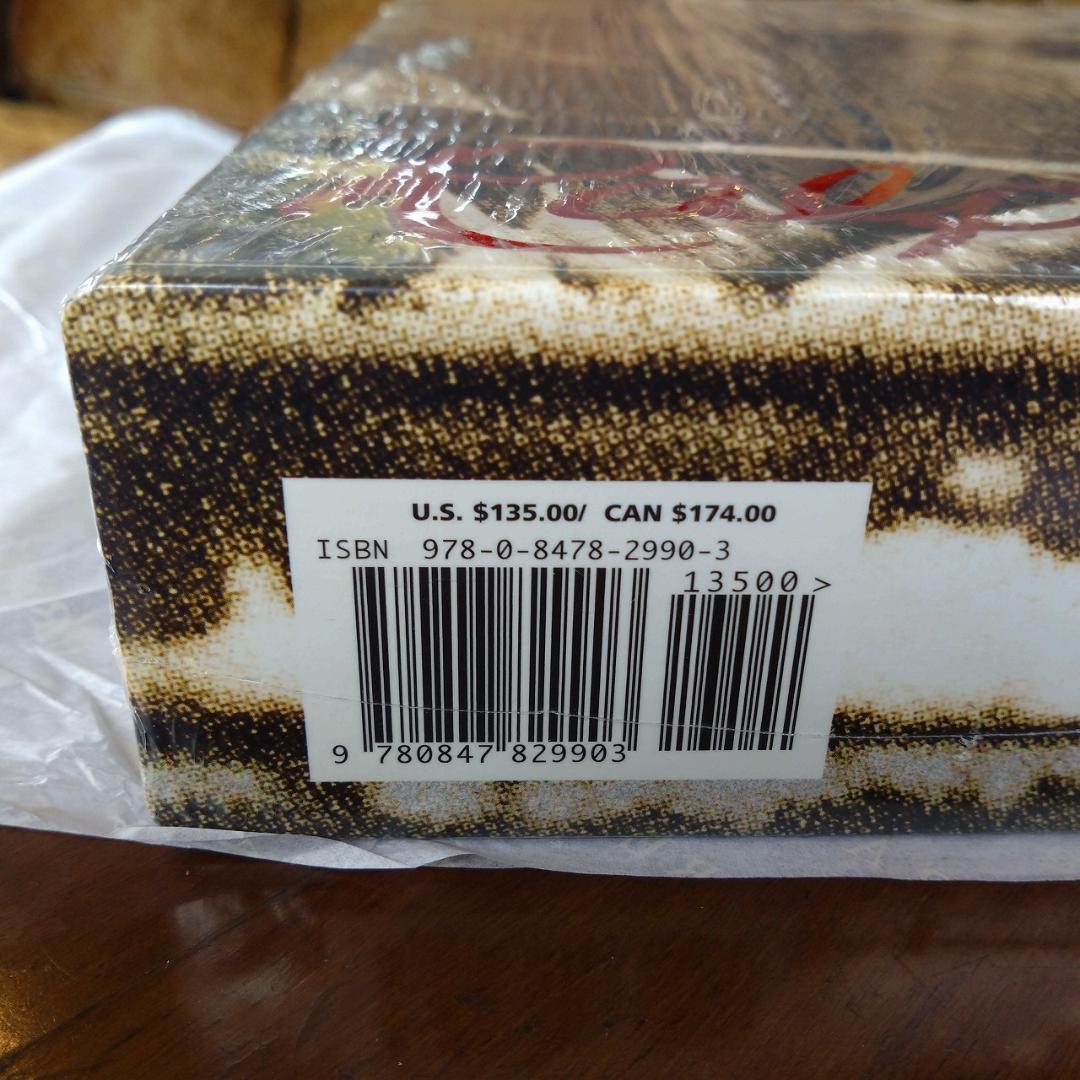 U.S. $135.00/ CAN $174.00
ISBN 978-0-8478-2990-3
13500>
9 780847 829903